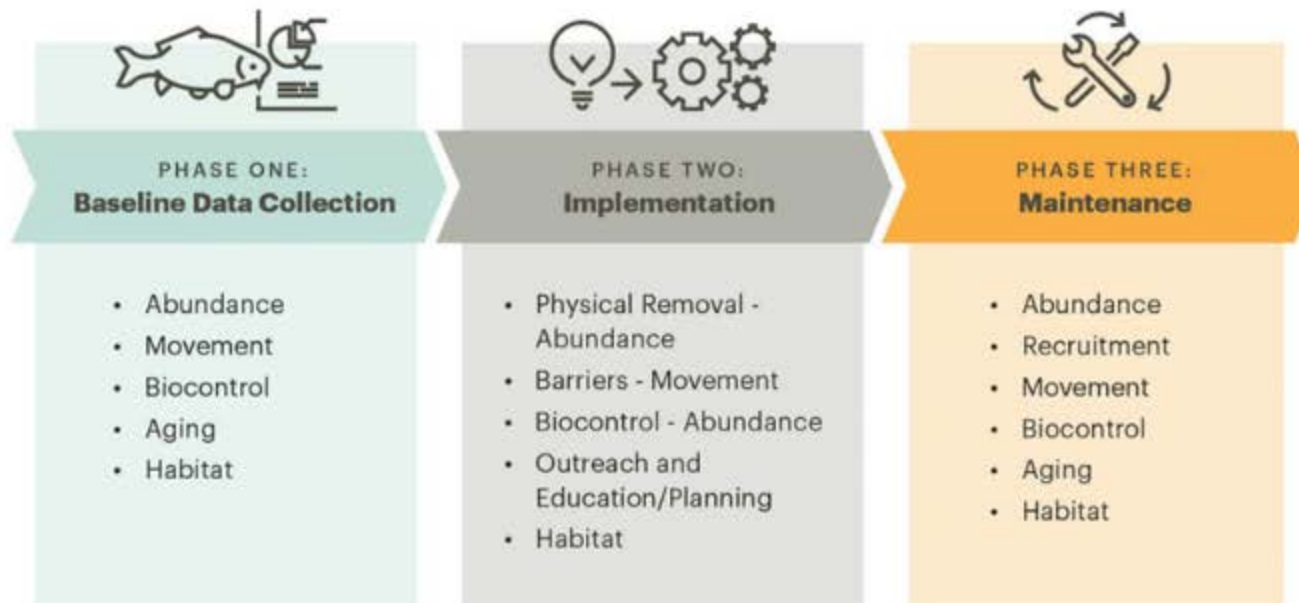 PHASE ONE:
Baseline Data Collection
• Abundance
• Movement
• Biocontrol
• Aging
• Habitat
PHASE TWO:
Implementation
• Physical Removal -
Abundance
• Barriers - Movement
• Biocontrol - Abundance
• Outreach and
Education/Planning
• Habitat
PHASE THREE:
Maintenance
• Abundance
• Recruitment
• Movement
• Biocontrol
• Aging
• Habitat